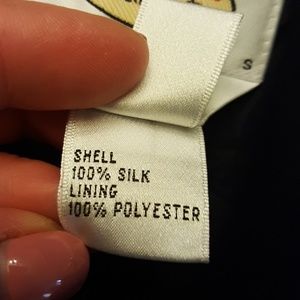 S
SHELL
100% SILK
LINING
100% POLYESTER